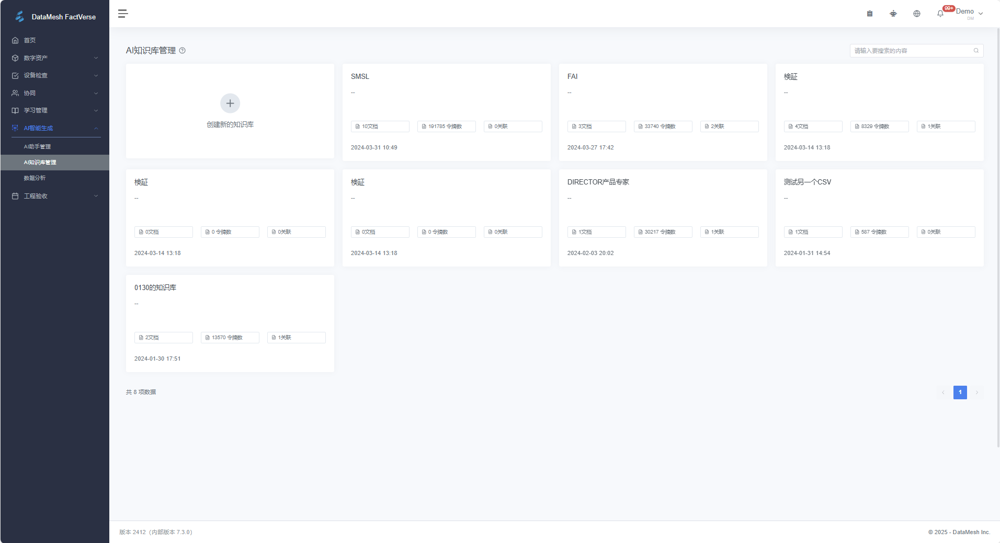 DataMesh FactVerse
首页
数字资产
设备检查
协同
学习管理
AI智能生成
AI助手管理
AI知识库管理
数据分析
工程验收
99+
Demo
DM
AI知识库管理
请输入要搜索的内容
创建新的知识库
SMSL
--
10文档 191785 令牌数 0关联
2024-03-31 10:49
FAI
--
3文档 33740 令牌数 2关联
2024-03-27 17:42
検証
--
4文档 8329 令牌数 1关联
2024-03-14 13:18
検証
--
0文档 0 令牌数 0关联
2024-03-14 13:18
検証
--
0文档 0 令牌数 0关联
2024-03-14 13:18
DIRECTOR产品专家
--
1文档 30217 令牌数 1关联
2024-02-03 20:02
测试另一个CSV
--
1文档 587 令牌数 0关联
2024-01-31 14:54
0130的知识库
--
2文档 13570 令牌数 1关联
2024-01-30 17:51
共 8 项数据
1
版本 2412（内部版本 7.3.0）
© 2025 - DataMesh Inc.